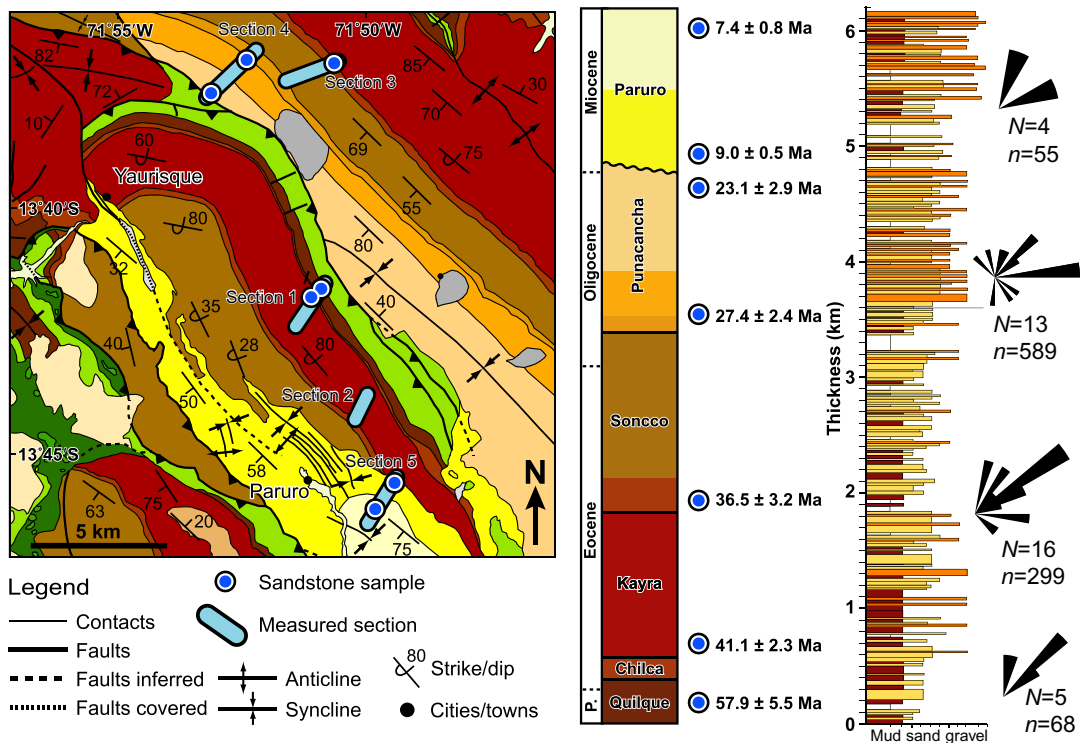 71°55'W
71°50'W
Section 4
Section 3
82
72
10
85
30
70
75
69
60
55
Yaurisque
13°40'S
80
80
32
Section 1
40
35
28
40
80
50
Section 2
13°45'S
58
Section 5
Paruro
N
63
75
20
75
5 km
Legend
Contacts
Faults
Faults inferred
Faults covered
Sandstone sample
Measured section
Anticline
Syncline
80
Strike/dip
Cities/towns
Miocene
Oligocene
Eocene
P.
Paruro
Punacancha
Soncco
Kayra
Chilca
Quilque
7.4 ± 0.8 Ma
9.0 ± 0.5 Ma
23.1 ± 2.9 Ma
27.4 ± 2.4 Ma
36.5 ± 3.2 Ma
41.1 ± 2.3 Ma
57.9 ± 5.5 Ma
Thickness (km)
6
5
4
3
2
1
0
Mud sand gravel
N=4
n=55
N=13
n=589
N=16
n=299
N=5
n=68